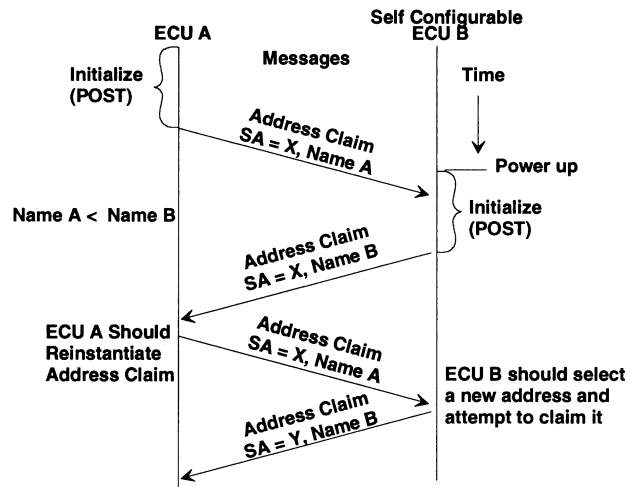 Self Configurable
ECU A
ECU B
Messages
Initialize
(POST)
Time
Address Claim
SA = X, Name A
Power up
Name A < Name B
Initialize
(POST)
Address Claim
SA = X, Name B
ECU A Should
Reinstantiate
Address Claim
Address Claim
SA = X, Name A
ECU B should select
a new address and
attempt to claim it
Address Claim
SA = Y, Name B